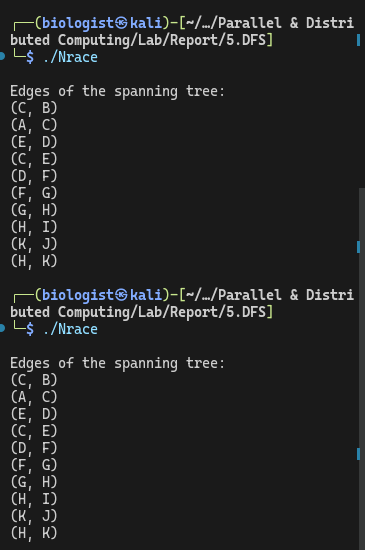 ┌──(biologist㉿kali)-[~/…/Parallel & Distri
buted Computing/Lab/Report/5.DFS]
└─$ ./Nrace
Edges of the spanning tree:
(C, B)
(A, C)
(E, D)
(C, E)
(D, F)
(F, G)
(G, H)
(H, I)
(K, J)
(H, K)
┌──(biologist㉿kali)-[~/…/Parallel & Distri
buted Computing/Lab/Report/5.DFS]
└─$ ./Nrace
Edges of the spanning tree:
(C, B)
(A, C)
(E, D)
(C, E)
(D, F)
(F, G)
(G, H)
(H, I)
(K, J)
(H, K)